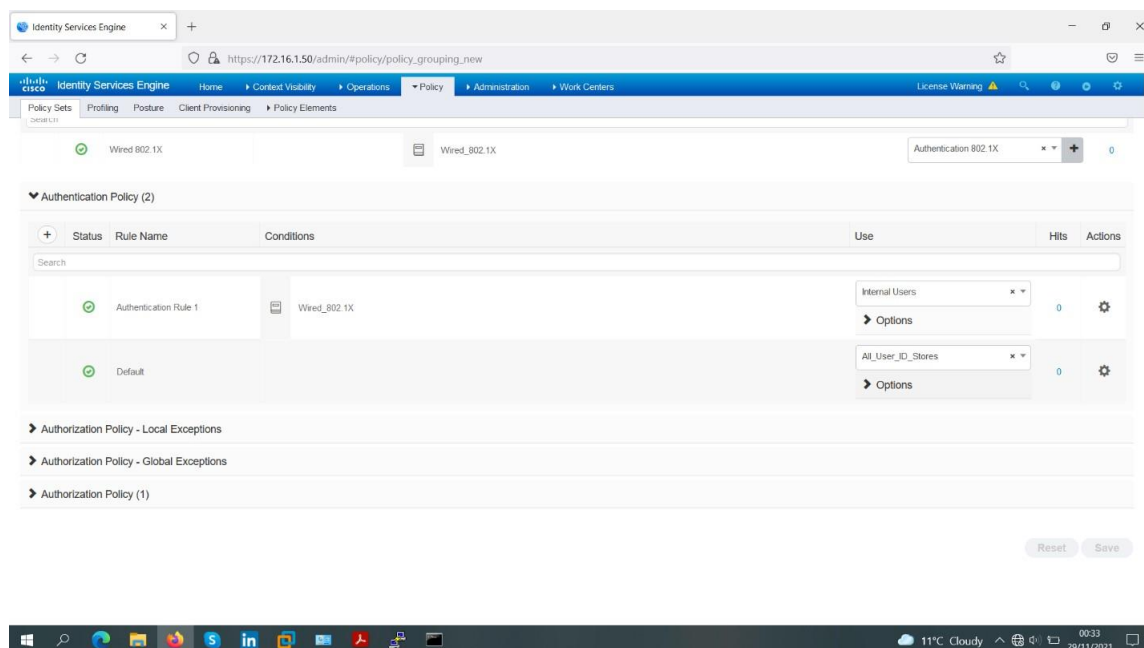 Identity Services Engine
https://172.16.1.50/admin/#policy/policy_grouping_new
cisco Identity Services Engine Home Context Visibility Operations Policy Administration Work Centers License Warning
Policy Sets Profiling Posture Client Provisioning Policy Elements
Search
Wired 802.1X Wired_802.1X Authentication 802.1X 0
Authentication Policy (2)
Status Rule Name Conditions Use Hits Actions
Search
Internal Users
Authentication Rule 1 Wired_802.1X 0
Options
All_User_ID_Stores
Default 0
Options
Authorization Policy - Local Exceptions
Authorization Policy - Global Exceptions
Authorization Policy (1)
Reset Save
11°C Cloudy 00:33
29/11/2021